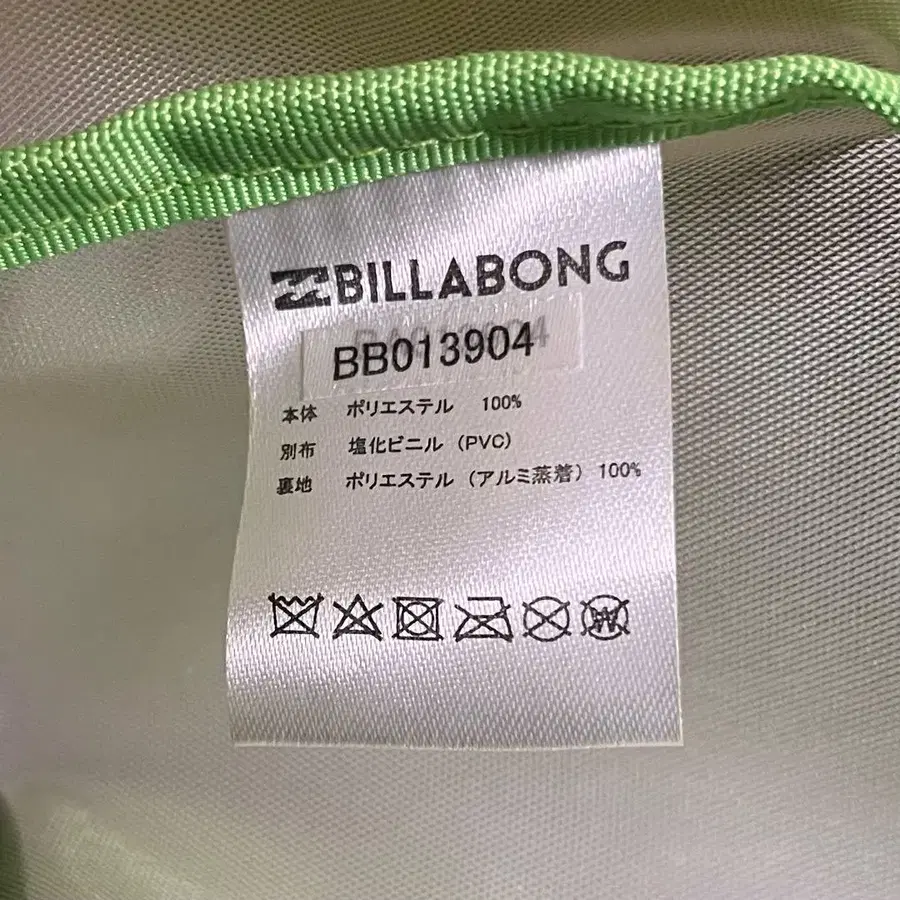 BILLABONG
BB013904
本体 ポリエステル 100%
別布 塩化ビニル (PVC)
裏地 ポリエステル (アルミ蒸着) 100%
W